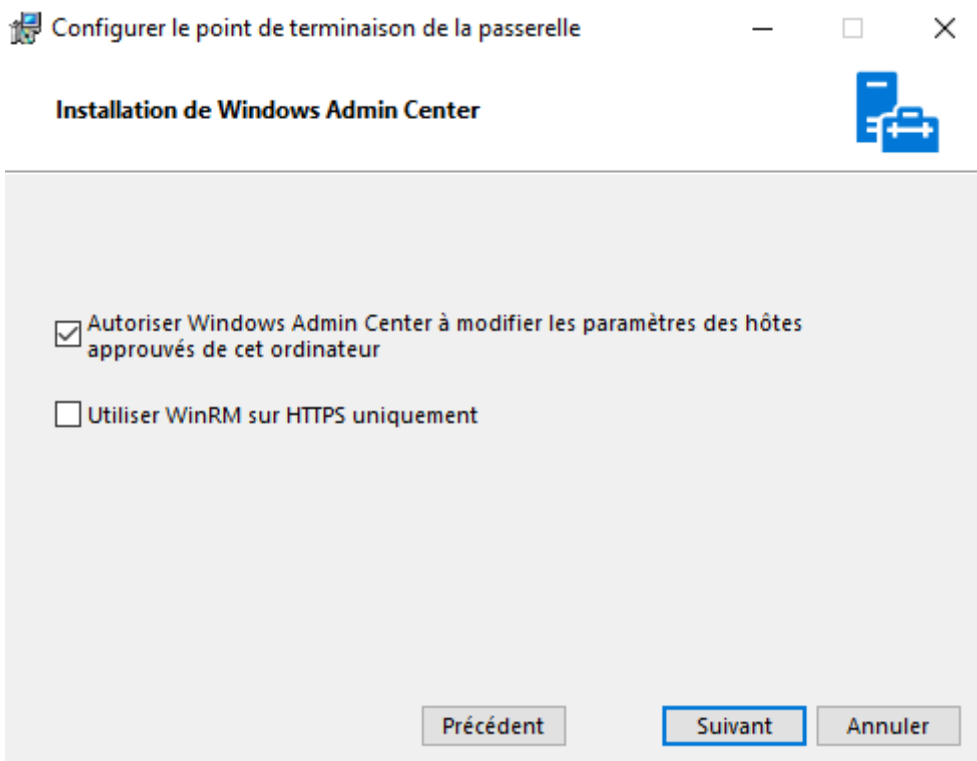 Configurer le point de terminaison de la passerelle
Installation de Windows Admin Center
Autoriser Windows Admin Center à modifier les paramètres des hôtes
approuvés de cet ordinateur
Utiliser WinRM sur HTTPS uniquement
Précédent
Suivant
Annuler